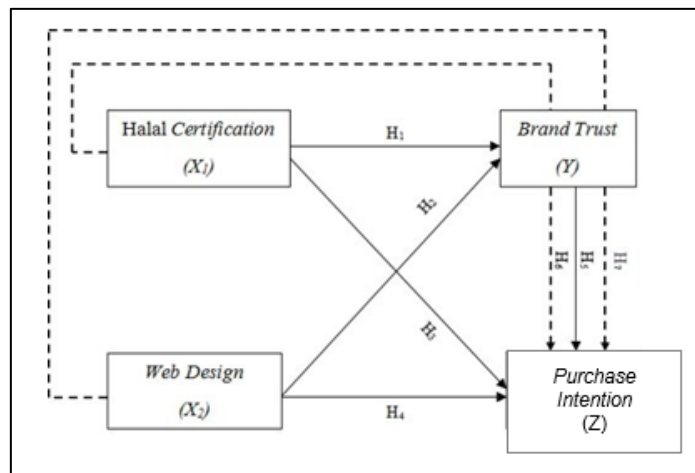 Halal Certification
(X₁)
H₁
Brand Trust
(Y)
H₂
H₃
H₆
H₅
H₇
Web Design
(X₂)
H₄
Purchase
Intention
(Z)